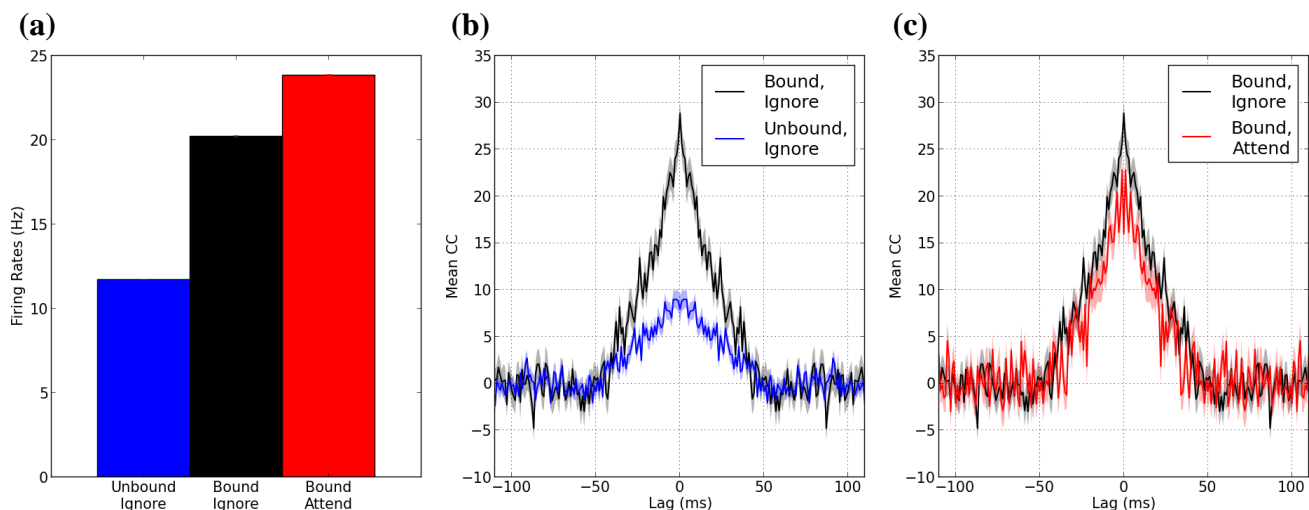 (a)
25
20
15
10
5
0
Firing Rates (Hz)
Unbound
Ignore
Bound
Ignore
Bound
Attend
(b)
35
30
25
20
15
10
5
0
−5
−10
Mean CC
Bound,
Ignore
Unbound,
Ignore
−100
−50
0
50
100
Lag (ms)
(c)
35
30
25
20
15
10
5
0
−5
−10
Mean CC
Bound,
Ignore
Bound,
Attend
−100
−50
0
50
100
Lag (ms)